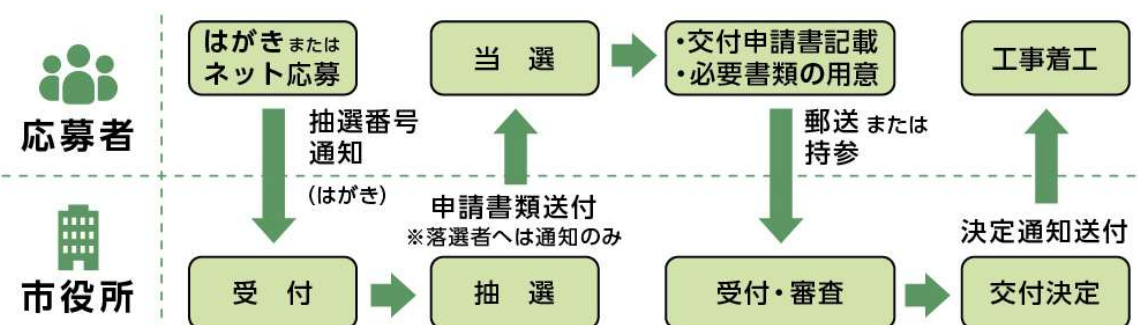 応募者
はがきまたは
ネット応募
当 選
・交付申請書記載
・必要書類の用意
工事着工
抽選番号
通知
(はがき)
申請書類送付
※落選者へは通知のみ
郵送または
持参
決定通知送付
市役所
受 付
抽 選
受付・審査
交付決定